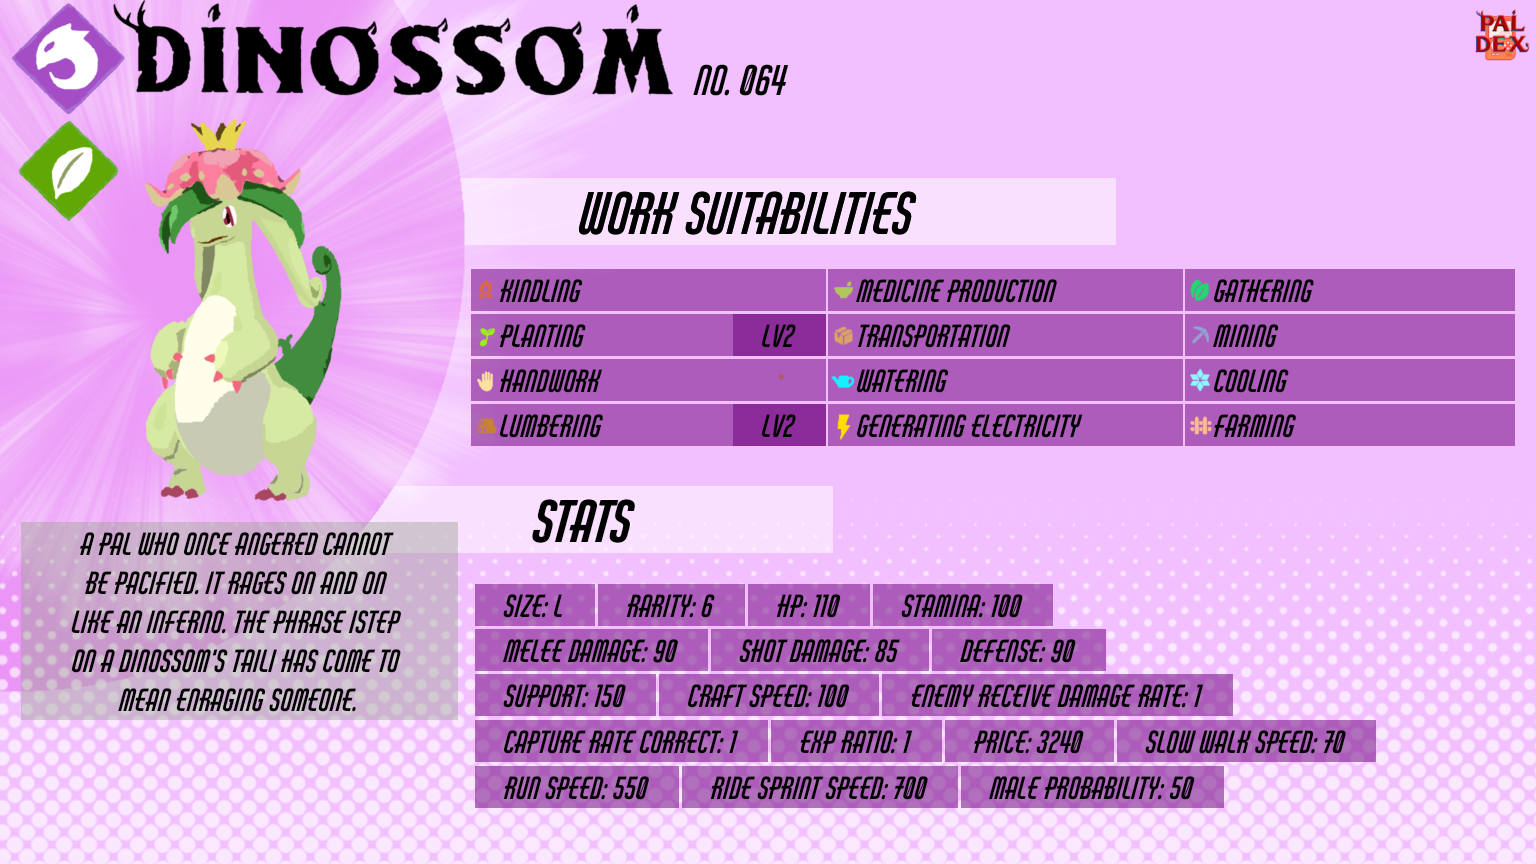 DINOSSOM NO. 064
PAL
DEX
WORK SUITABILITIES
KINDLING MEDICINE PRODUCTION GATHERING
PLANTING LV2 TRANSPORTATION MINING
HANDWORK WATERING COOLING
LUMBERING LV2 GENERATING ELECTRICITY FARMING
A PAL WHO ONCE ANGERED CANNOT
BE PACIFIED. IT RAGES ON AND ON
LIKE AN INFERNO. THE PHRASE ISTEP
ON A DINOSSOM'S TAILI HAS COME TO
MEAN ENRAGING SOMEONE.
STATS
SIZE: L RARITY: 6 HP: 110 STAMINA: 100
MELEE DAMAGE: 90 SHOT DAMAGE: 85 DEFENSE: 90
SUPPORT: 150 CRAFT SPEED: 100 ENEMY RECEIVE DAMAGE RATE: 1
CAPTURE RATE CORRECT: 1 EXP RATIO: 1 PRICE: 3240 SLOW WALK SPEED: 70
RUN SPEED: 550 RIDE SPRINT SPEED: 700 MALE PROBABILITY: 50